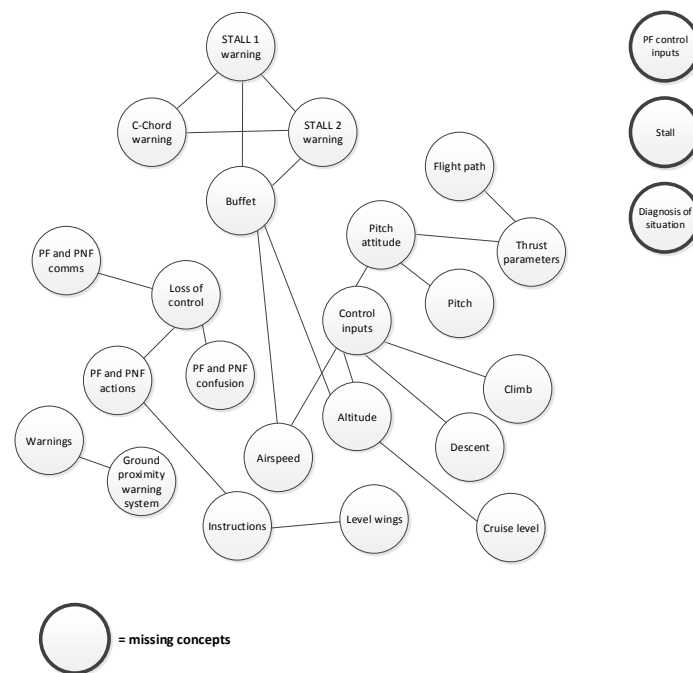 STALL 1
warning
PF control
inputs
C-Chord
warning
STALL 2
warning
Stall
Flight path
Buffet
Diagnosis of
situation
Pitch
attitude
Thrust
parameters
PF and PNF
comms
Loss of
control
Pitch
Control
inputs
PF and PNF
actions
PF and PNF
confusion
Climb
Altitude
Warnings
Descent
Airspeed
Ground
proximity
warning
system
Instructions
Level wings
Cruise level
= missing concepts